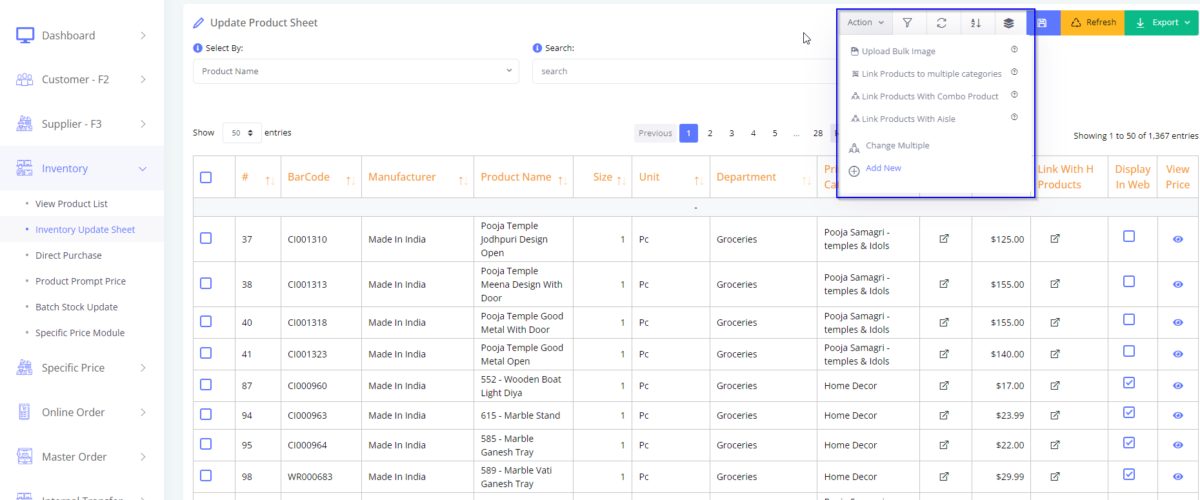 Dashboard
Customer - F2
Supplier - F3
Inventory
View Product List
Inventory Update Sheet
Direct Purchase
Product Prompt Price
Batch Stock Update
Specific Price Module
Specific Price
Online Order
Master Order
Internal Transfer
Update Product Sheet
Action
Refresh
Export
Select By:
Search:
Product Name
search
Upload Bulk Image
Link Products to multiple categories
Link Products With Combo Product
Link Products With Aisle
Change Multiple
Add New
Show 50 entries
Previous 1 2 3 4 5 ... 28
Showing 1 to 50 of 1,367 entries
# BarCode Manufacturer Product Name Size Unit Department
Link With H
Products
Display
In Web
View
Price
37 CI001310 Made In India Pooja Temple
Jodhpuri Design
Open
1 Pc Groceries Pooja Samagri -
temples & Idols
$125.00
38 CI001313 Made In India Pooja Temple
Meena Design With
Door
1 Pc Groceries Pooja Samagri -
temples & Idols
$155.00
40 CI001318 Made In India Pooja Temple Good
Metal With Door
1 Pc Groceries Pooja Samagri -
temples & Idols
$155.00
41 CI001323 Made In India Pooja Temple Good
Metal Open
1 Pc Groceries Pooja Samagri -
temples & Idols
$140.00
87 CI000960 Made In India 552 - Wooden Boat
Light Diya
1 Pc Groceries Home Decor $17.00
94 CI000963 Made In India 615 - Marble Stand 1 Pc Groceries Home Decor $23.99
95 CI000964 Made In India 585 - Marble
Ganesh Tray
1 Pc Groceries Home Decor $22.00
98 WR000683 Made In India 589 - Marble Vati
Ganesh Tray
1 Pc Groceries Home Decor $29.99